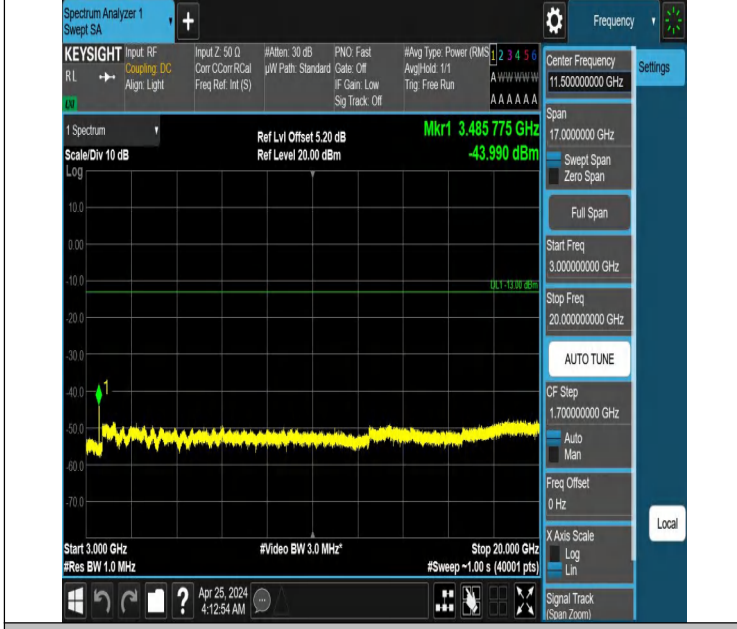 Spectrum Analyzer 1
Swept SA
+
Frequency
KEYSIGHT
RL
LXI
Input: RF
Coupling: DC
Align: Light
Input Z: 50 Ω
Corr CCorr RCal
Freq Ref: Int (S)
#Atten: 30 dB
µW Path: Standard
PNO: Fast
Gate: Off
IF Gain: Low
Sig Track: Off
#Avg Type: Power (RMS
Avg|Hold: 1/1
Trig: Free Run
1 2 3 4 5 6
A W W W W W
A A A A A A
1 Spectrum
Scale/Div 10 dB
Log
Ref Lvl Offset 5.20 dB
Ref Level 20.00 dBm
Mkr1 3.485 775 GHz
-43.990 dBm
10.0
0.00
-10.0
DL1 -13.00 dBm
-20.0
-30.0
-40.0
1
-50.0
-60.0
-70.0
Start 3.000 GHz
#Res BW 1.0 MHz
#Video BW 3.0 MHz*
Stop 20.000 GHz
#Sweep ~1.00 s (40001 pts)
?
Apr 25, 2024
4:12:54 AM
Center Frequency
11.500000000 GHz
Settings
Span
17.0000000 GHz
Swept Span
Zero Span
Full Span
Start Freq
3.000000000 GHz
Stop Freq
20.000000000 GHz
AUTO TUNE
CF Step
1.700000000 GHz
Auto
Man
Freq Offset
0 Hz
X Axis Scale
Log
Lin
Local
Signal Track
(Span Zoom)